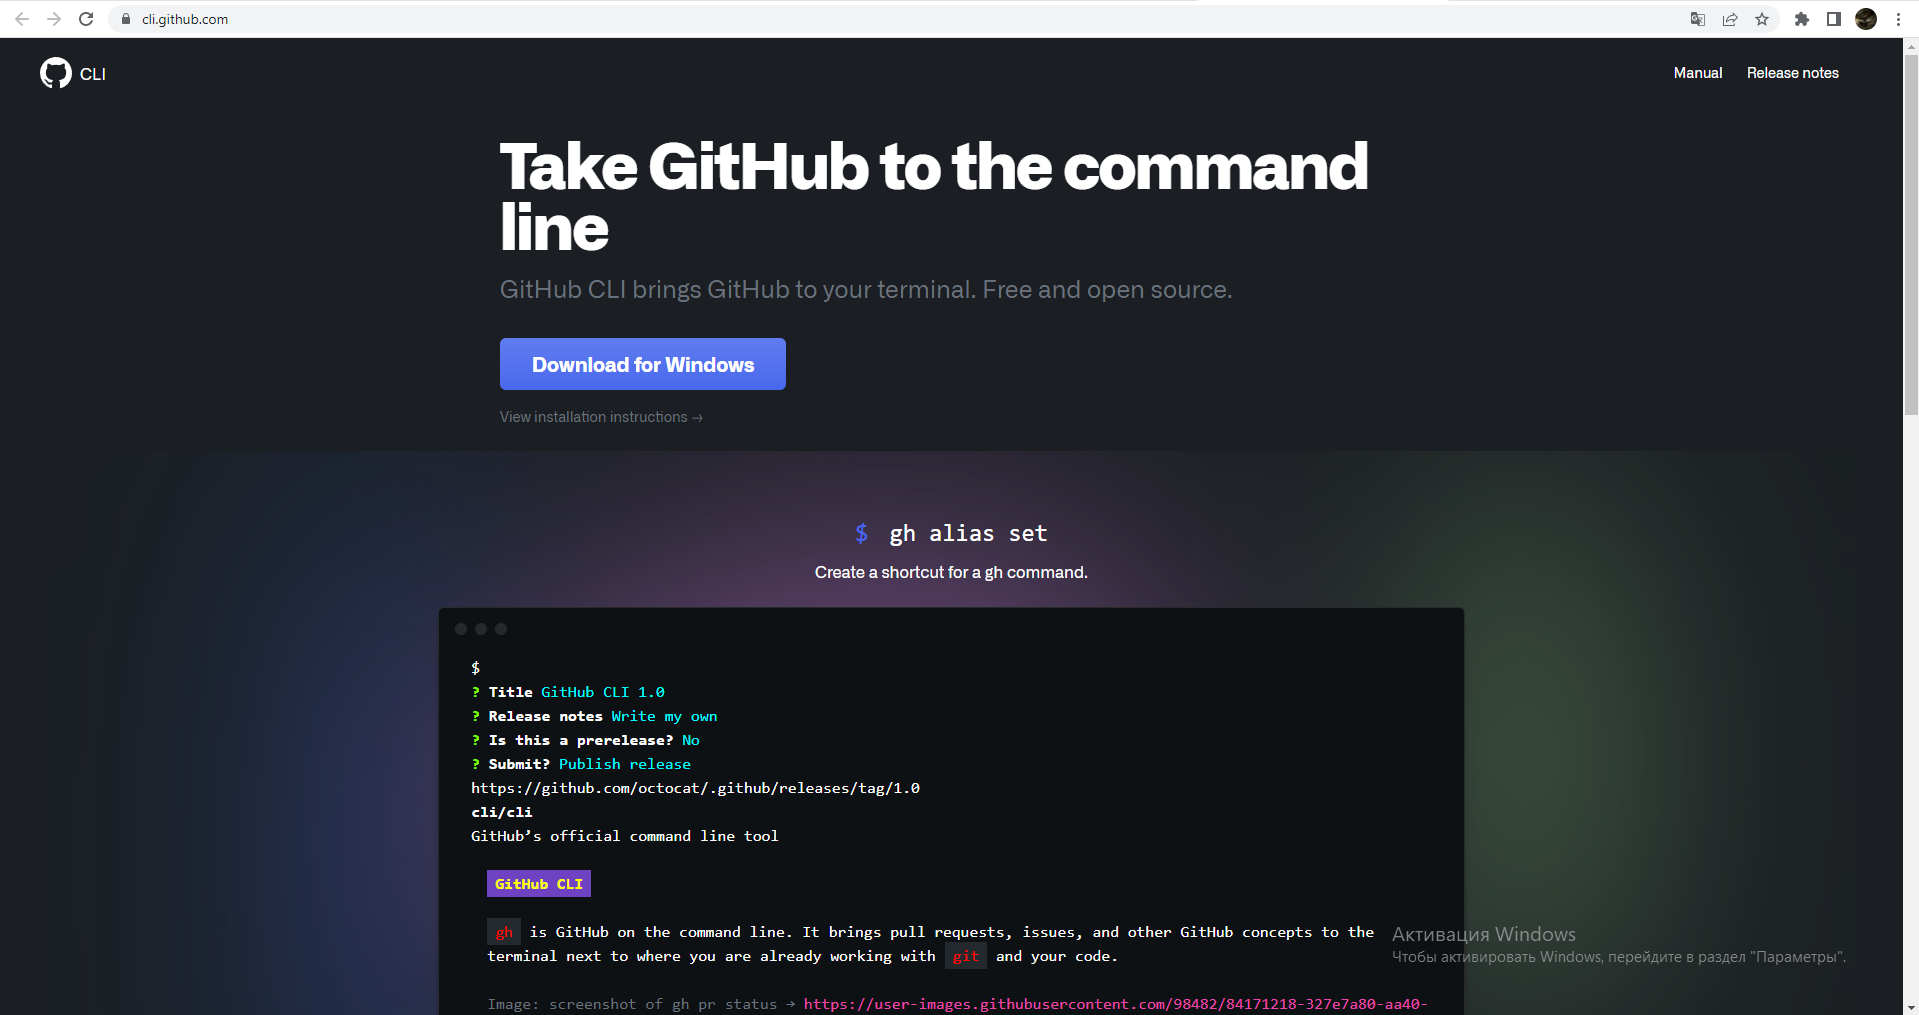 cli.github.com
CLI
Manual
Release notes
Take GitHub to the command
line
GitHub CLI brings GitHub to your terminal. Free and open source.
Download for Windows
View installation instructions →
$ gh alias set
Create a shortcut for a gh command.
$
? Title GitHub CLI 1.0
? Release notes Write my own
? Is this a prerelease? No
? Submit? Publish release
https://github.com/octocat/.github/releases/tag/1.0
cli/cli
GitHub’s official command line tool
GitHub CLI
gh is GitHub on the command line. It brings pull requests, issues, and other GitHub concepts to the
terminal next to where you are already working with git and your code.
Image: screenshot of gh pr status → https://user-images.githubusercontent.com/98482/84171218-327e7a80-aa40-
Активация Windows
Чтобы активировать Windows, перейдите в раздел "Параметры".